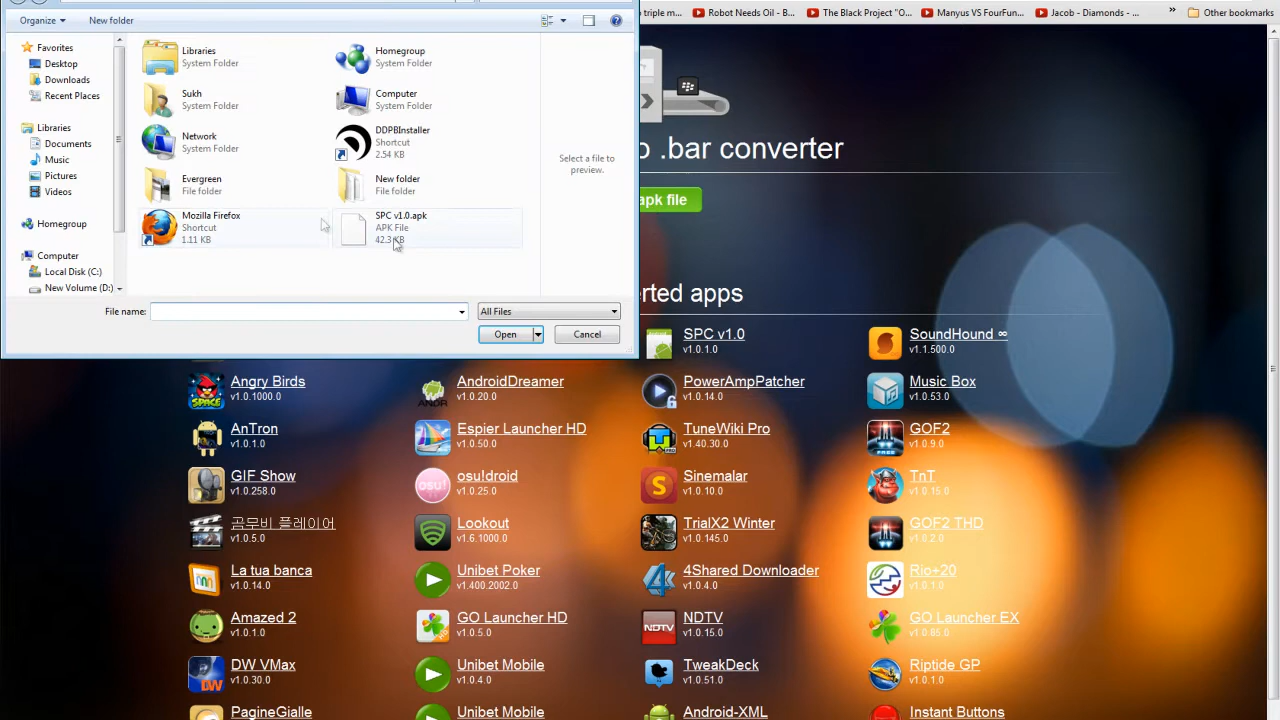 Organize
New folder
Favorites
Desktop
Downloads
Recent Places
Libraries
Documents
Music
Pictures
Videos
Homegroup
Computer
Local Disk (C:)
New Volume (D:)
Libraries
System Folder
Homegroup
System Folder
Sukh
System Folder
Computer
System Folder
Network
System Folder
DDPBInstaller
Shortcut
2.54 KB
Evergreen
File folder
New folder
File folder
Mozilla Firefox
Shortcut
1.11 KB
SPC v1.0.apk
APK File
42.3 KB
Select a file to
preview.
File name:
All Files
Open
Cancel
triple m...
Robot Needs Oil - B...
The Black Project "O...
Manyus VS FourFun...
Jacob - Diamonds - ...
»
Other bookmarks
o .bar converter
apk file
erted apps
SPC v1.0
v1.0.1.0
SoundHound ∞
v1.1.500.0
Angry Birds
v1.0.1000.0
SPACE
AndroidDreamer
v1.0.20.0
ANDR
PowerAmpPatcher
v1.0.14.0
Music Box
v1.0.53.0
AnTron
v1.0.1.0
Espier Launcher HD
v1.0.50.0
TuneWiki Pro
v1.40.30.0
PRO
GOF2
v1.0.9.0
FREE
GIF Show
v1.0.258.0
osu!droid
v1.0.25.0
osu!
Sinemalar
v1.0.10.0
S
TnT
v1.0.15.0
곰무비 플레이어
v1.0.5.0
Lookout
v1.6.1000.0
TrialX2 Winter
v1.0.145.0
GOF2 THD
v1.0.2.0
La tua banca
v1.0.14.0
Unibet Poker
v1.400.2002.0
4Shared Downloader
v1.0.4.0
4
Rio+20
v1.0.1.0
Amazed 2
v1.0.1.0
GO Launcher HD
v1.0.5.0
NDTV
v1.0.15.0
NDTV
GO Launcher EX
v1.0.85.0
DW VMax
v1.0.30.0
DW
Unibet Mobile
v1.0.4.0
TweakDeck
v1.0.51.0
Riptide GP
v1.0.1.0
PagineGialle
Unibet Mobile
Android-XML
Instant Buttons